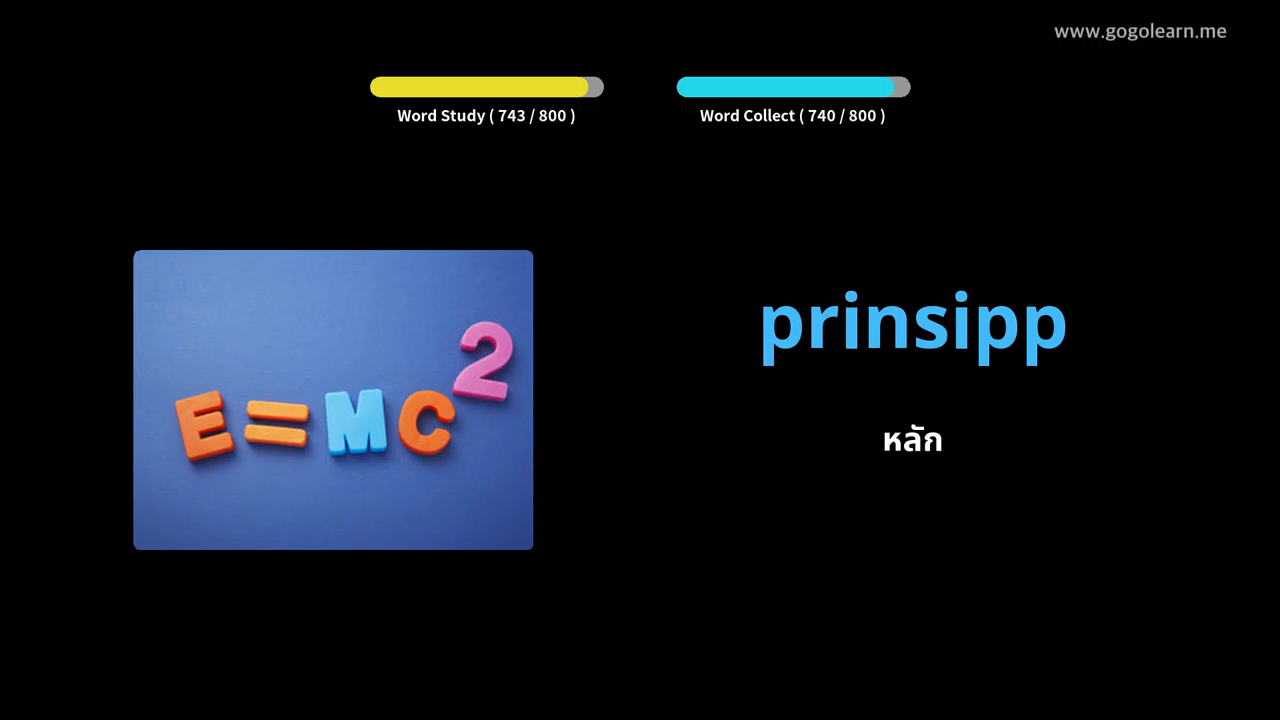 www.gogolearn.me
Word Study ( 743 / 800 )
Word Collect ( 740 / 800 )
E=MC2
prinsipp
หลัก